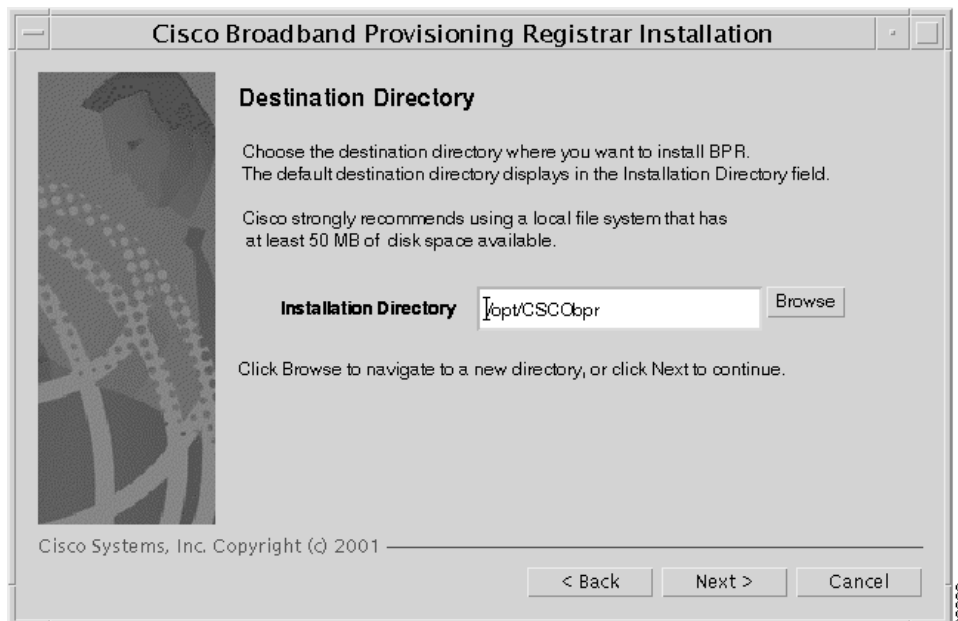 Cisco Broadband Provisioning Registrar Installation
Destination Directory
Choose the destination directory where you want to install BPR.
The default destination directory displays in the Installation Directory field.
Cisco strongly recommends using a local file system that has
at least 50 MB of disk space available.
Installation Directory /opt/CSCObpr Browse
Click Browse to navigate to a new directory, or click Next to continue.
Cisco Systems, Inc. Copyright (c) 2001
< Back Next > Cancel